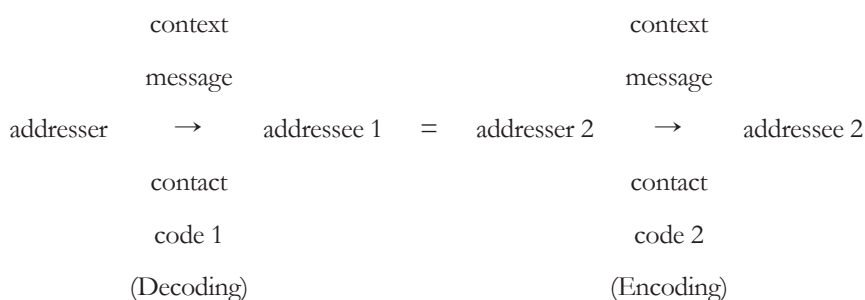 context context
message message
addresser → addressee 1 = addresser 2 → addressee 2
contact contact
code 1 code 2
(Decoding) (Encoding)